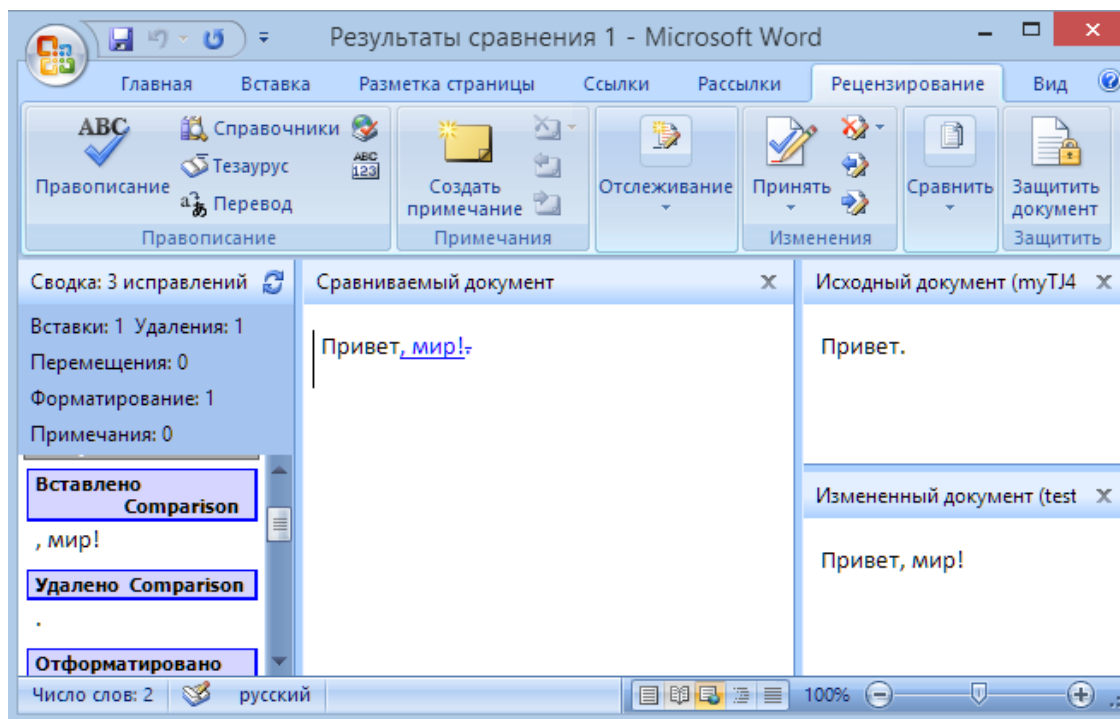 Результаты сравнения 1 - Microsoft Word
Главная Вставка Разметка страницы Ссылки Рассылки Рецензирование Вид
ABC Справочники
Тезаурус ABC 123
Правописание Перевод
Создать примечание
Отслеживание
Принять
Сравнить
Защитить документ
Правописание Примечания Изменения Защитить
Сводка: 3 исправлений
Вставки: 1 Удаления: 1
Перемещения: 0
Форматирование: 1
Примечания: 0
Вставлено
Comparison
, мир!
Удалено Comparison
.
Отформатировано
Сравниваемый документ
Привет, мир!.
Исходный документ (myTJ4
Привет.
Измененный документ (test
Привет, мир!
Число слов: 2 русский 100%